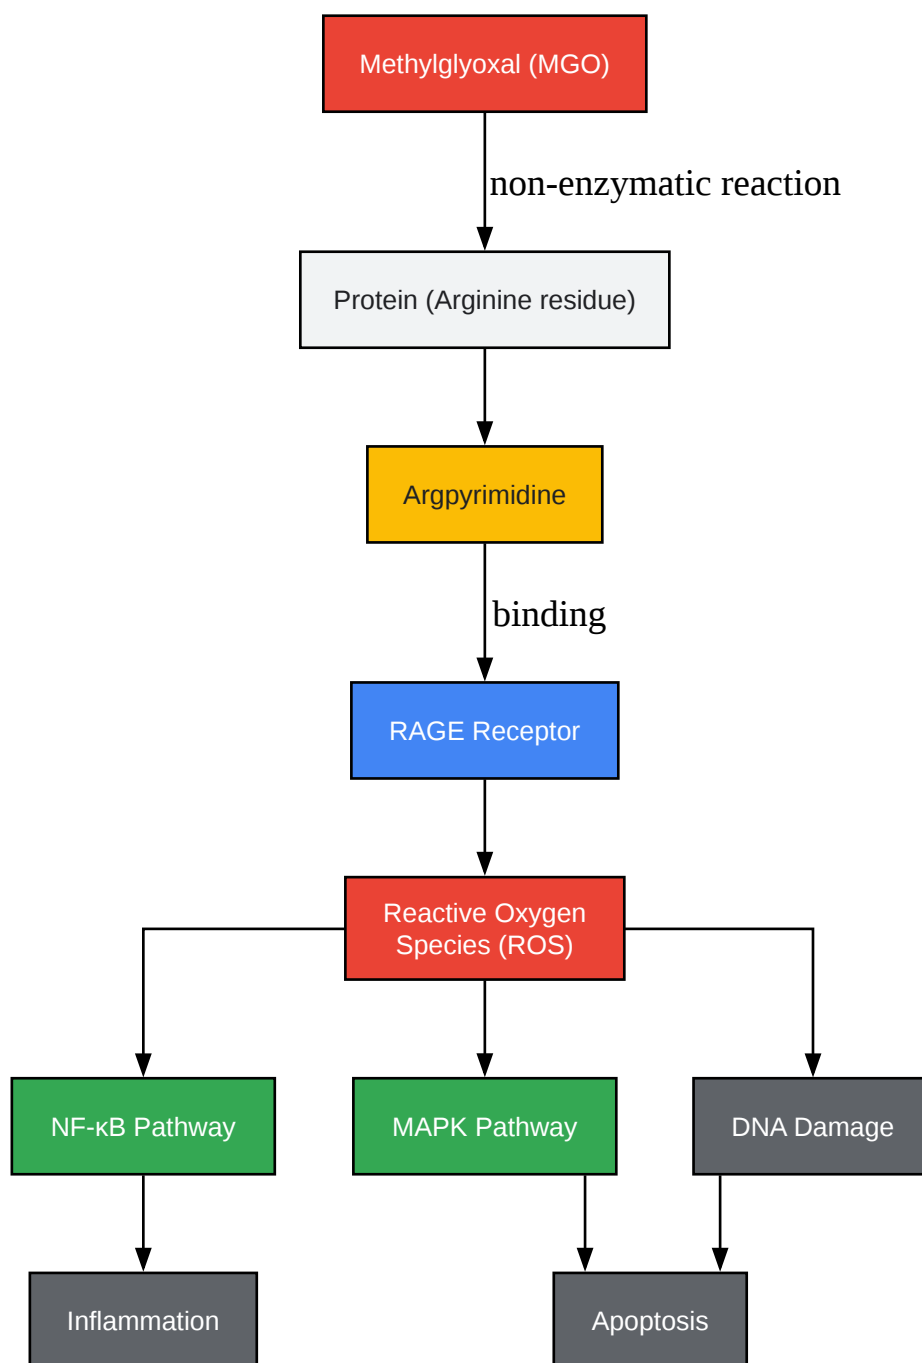 Methylglyoxal (MGO)
non-enzymatic reaction
Protein (Arginine residue)
Argpyrimidine
binding
RAGE Receptor
Reactive Oxygen
Species (ROS)
NF-κB Pathway
MAPK Pathway
DNA Damage
Inflammation
Apoptosis